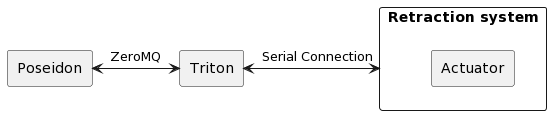 Retraction system
Poseidon
ZeroMQ
Triton
Serial Connection
Actuator